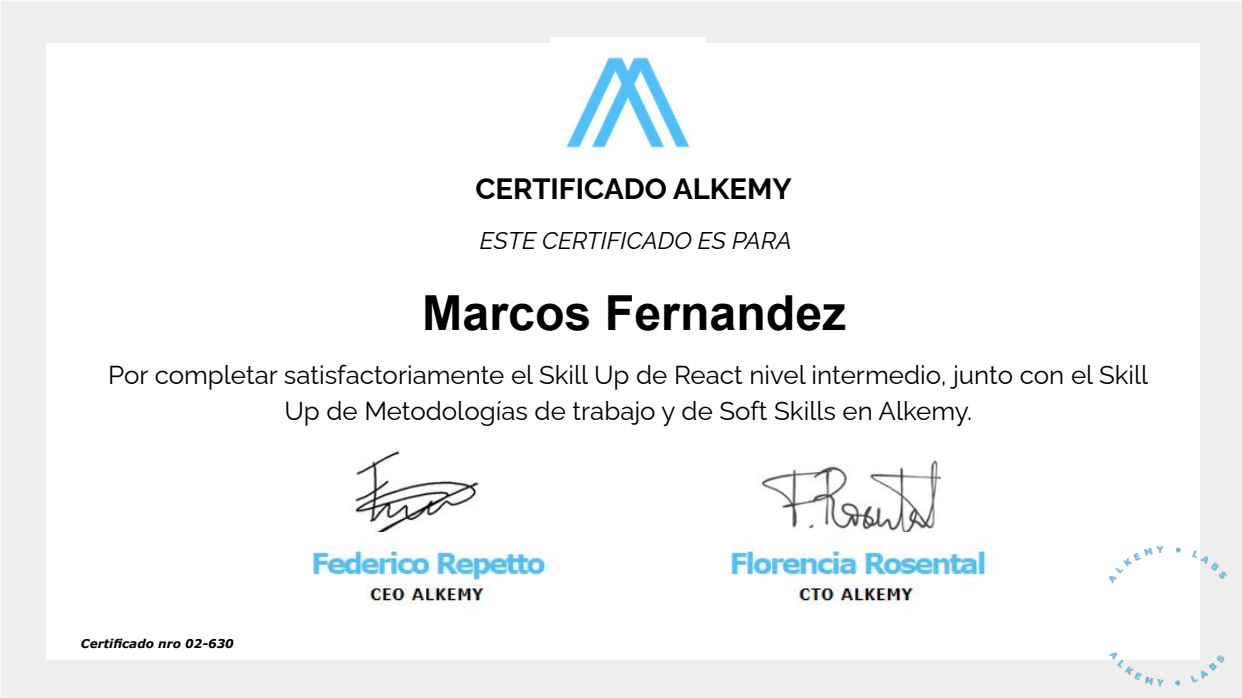 CERTIFICADO ALKEMY
ESTE CERTIFICADO ES PARA
Marcos Fernandez
Por completar satisfactoriamente el Skill Up de React nivel intermedio, junto con el Skill
Up de Metodologías de trabajo y de Soft Skills en Alkemy.
F. Rosental
Federico Repetto
Florencia Rosental
CEO ALKEMY
CTO ALKEMY
ALKEMY • LABS
Certificado nro 02-630
ALKEMY • LABS